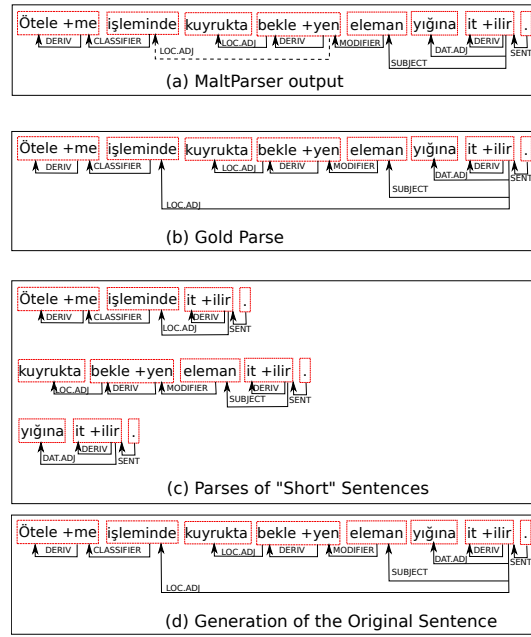 Ötele +me işleminde kuyrukta bekle +yen eleman yığına it +ilir .
DERIV CLASSIFIER LOC.ADJ LOC.ADJ DERIV MODIFIER SUBJECT DAT.ADJ DERIV SENT
(a) MaltParser output
Ötele +me işleminde kuyrukta bekle +yen eleman yığına it +ilir .
DERIV CLASSIFIER LOC.ADJ DERIV MODIFIER DAT.ADJ DERIV SENT
SUBJECT
LOC.ADJ
(b) Gold Parse
Ötele +me işleminde it +ilir .
DERIV CLASSIFIER LOC.ADJ DERIV SENT
kuyrukta bekle +yen eleman it +ilir .
LOC.ADJ DERIV MODIFIER SUBJECT DERIV SENT
yığına it +ilir .
DAT.ADJ DERIV SENT
(c) Parses of "Short" Sentences
Ötele +me işleminde kuyrukta bekle +yen eleman yığına it +ilir .
DERIV CLASSIFIER LOC.ADJ DERIV MODIFIER DAT.ADJ DERIV SENT
SUBJECT
LOC.ADJ
(d) Generation of the Original Sentence